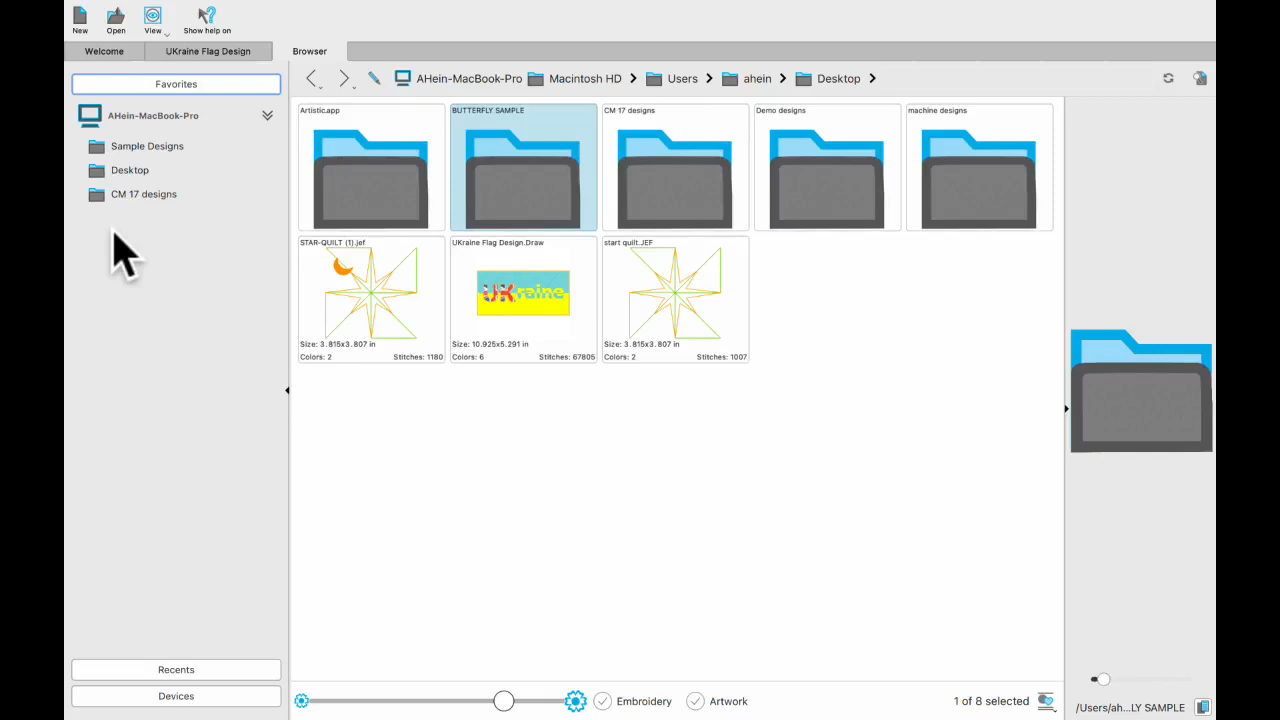 New Open View Show help on
Welcome UKraine Flag Design Browser
Favorites
AHein-MacBook-Pro Macintosh HD Users ahein Desktop
AHein-MacBook-Pro
Sample Designs
Desktop
CM 17 designs
Artistic.app BUTTERFLY SAMPLE CM 17 designs Demo designs machine designs
STAR-QUILT (1).jef UKraine Flag Design.Draw start quilt.JEF
UKraine
Size: 3.815x3.807 in Size: 10.925x5.291 in Size: 3.815x3.807 in
Colors: 2 Stitches: 1180 Colors: 6 Stitches: 67805 Colors: 2 Stitches: 1007
Recents
Devices
Embroidery Artwork 1 of 8 selected
/Users/ah...LY SAMPLE